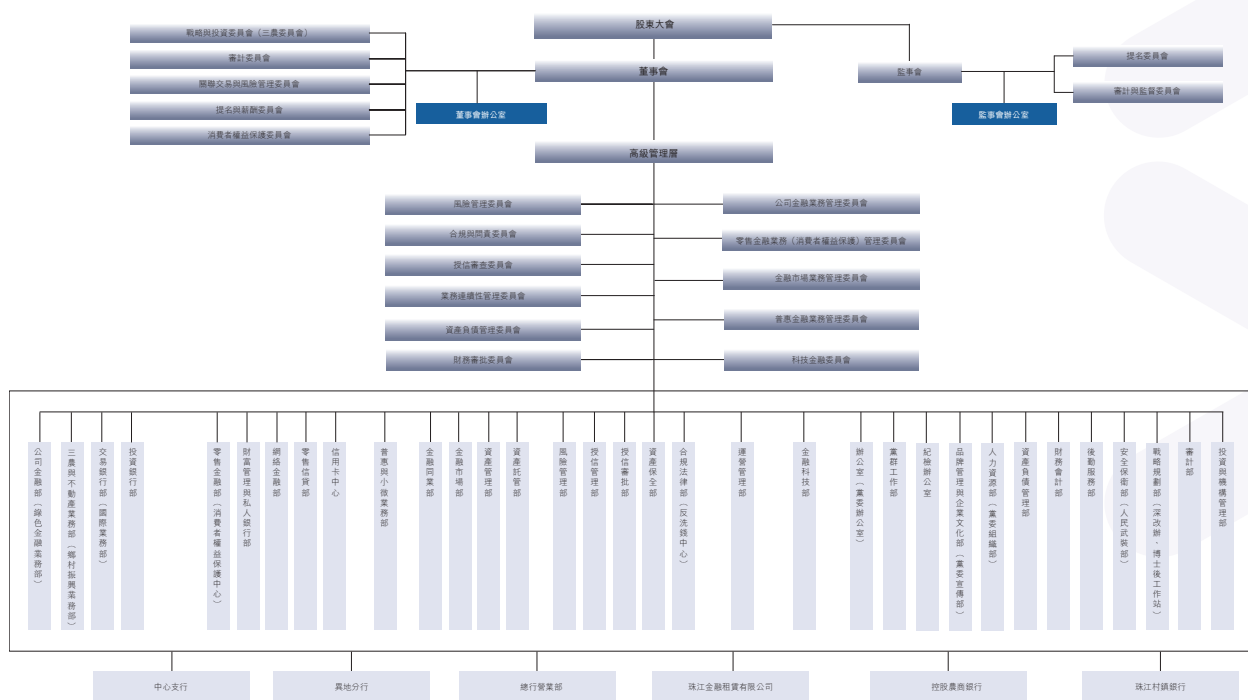 股東大會
戰略與投資委員會（三農委員會）
審計委員會
關聯交易與風險管理委員會
提名與薪酬委員會
消費者權益保護委員會
董事會
董事會辦公室
監事會
監事會辦公室
提名委員會
審計與監督委員會
高級管理層
風險管理委員會
合規與問責委員會
授信審查委員會
業務連續性管理委員會
資產負債管理委員會
財務審批委員會
公司金融業務管理委員會
零售金融業務（消費者權益保護）管理委員會
金融市場業務管理委員會
普惠金融業務管理委員會
科技金融委員會
公司金融部（綠色金融業務部）
三農與不動產業務部（鄉村振興業務部）
交易銀行部（國際業務部）
投資銀行部
零售金融部（消費者權益保護中心）
財富管理與私人銀行部
網絡金融部
零售信貸部
信用卡中心
普惠與小微業務部
金融同業部
金融市場部
資產管理部
資產託管部
風險管理部
授信管理部
授信審批部
資產保全部
合規法律部（反洗錢中心）
運營管理部
金融科技部
辦公室（黨委辦公室）
黨群工作部
紀檢辦公室
品牌管理與企業文化部（黨委宣傳部）
人力資源部（黨委組織部）
資產負債管理部
財務會計部
後勤服務部
安全保衛部（人民武裝部）
戰略規劃部（深改辦、博士後工作站）
審計部
投資與機構管理部
中心支行
異地分行
總行營業部
珠江金融租賃有限公司
控股農商銀行
珠江村鎮銀行